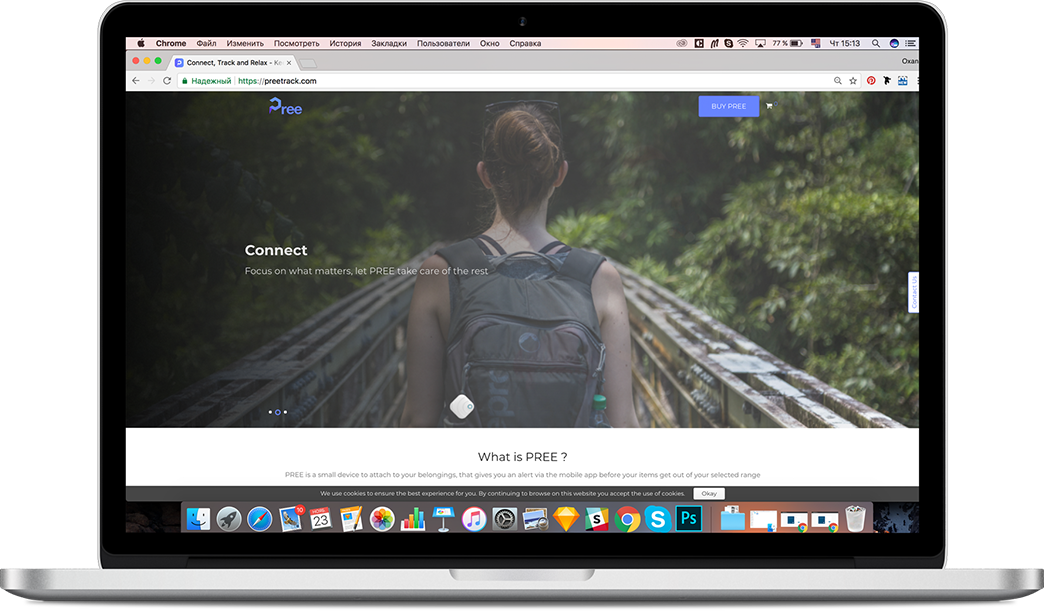 Chrome Файл Изменить Посмотреть История Закладки Пользователи Окно Справка 77 % Чт 15:13
Connect, Track and Relax - Ke
Охан
Надежный https://preetrack.com
Pree
BUY PREE
Connect
Focus on what matters, let PREE take care of the rest
Contact Us
What is PREE ?
PREE is a small device to attach to your belongings, that gives you an alert via the mobile app before your items get out of your selected range
We use cookies to ensure the best experience for you. By continuing to browse on this website you accept the use of cookies. Okay
10
23
S
S
Ps